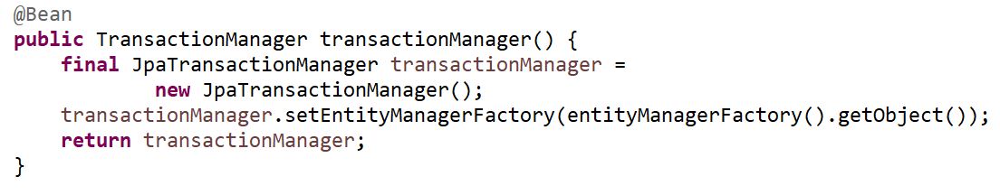 @Bean
public TransactionManager transactionManager() {
    final JpaTransactionManager transactionManager =
            new JpaTransactionManager();
    transactionManager.setEntityManagerFactory(entityManagerFactory().getObject());
    return transactionManager;
}